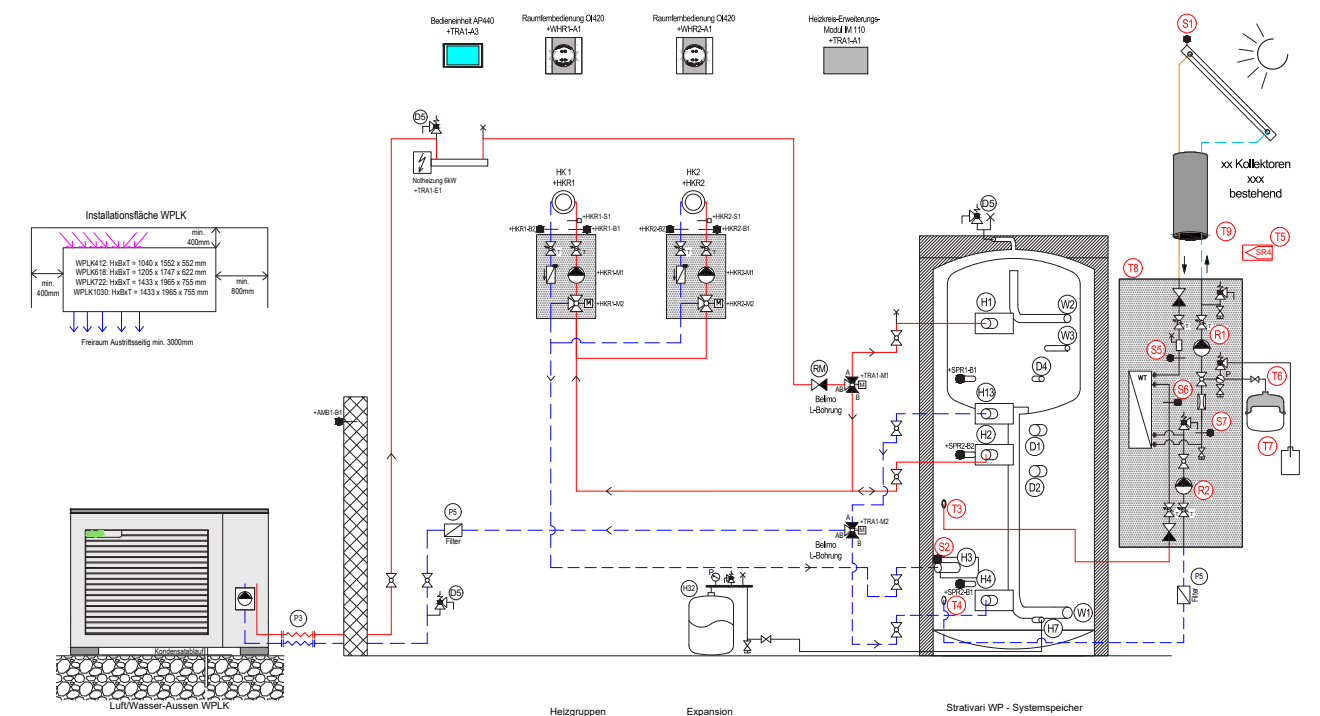 Bedieneinheit AP440
+TRA1-A3
Raumfernbedienung OI420
+WHR1-A1
Raumfernbedienung OI420
+WHR2-A1
Heizkreis-Erweiterungs-
Modul IM 110
+TRA1-A1
S1
D5
Notheizung 6kW
+TRA1-E1
HK 1
+HKR1
HK2
+HKR2
xx Kollektoren
xxx
bestehend
Installationsfläche WPLK
min.
400mm
WPLK412: HxBxT = 1040 x 1552 x 552 mm
WPLK618: HxBxT = 1205 x 1747 x 622 mm
WPLK722: HxBxT = 1433 x 1965 x 755 mm
WPLK1030: HxBxT = 1433 x 1965 x 755 mm
min.
400mm
min.
800mm
Freiraum Austrittseitig min. 3000mm
+HKR1-S1
+HKR1-B2
+HKR1-B1
T
T
+HKR1-M1
M
+HKR1-M2
+HKR2-S1
+HKR2-B2
+HKR2-B1
T
T
+HKR2-M1
M
+HKR2-M2
D5
T9
T5
SR4
T8
H1
W2
W3
R1
T
T
S5
P
T6
RM
A
+TRA1-M1
AB
M
B
Belimo
L-Bohrung
+SPR1-B1
D4
WT
S6
T7
S7
+AMB1-B1
H13
H2
+SPR2-B2
D1
D2
R2
T
T
T3
P5
Filter
A
+TRA1-M2
AB
M
B
Belimo
L-Bohrung
S2
H3
H4
+SPR2-B1
T4
W1
H7
P5
Filter
D5
H32
P
P3
Kondensatablauf
Luft/Wasser-Aussen WPLK
Heizgruppen
Expansion
Strativari WP - Systemspeicher